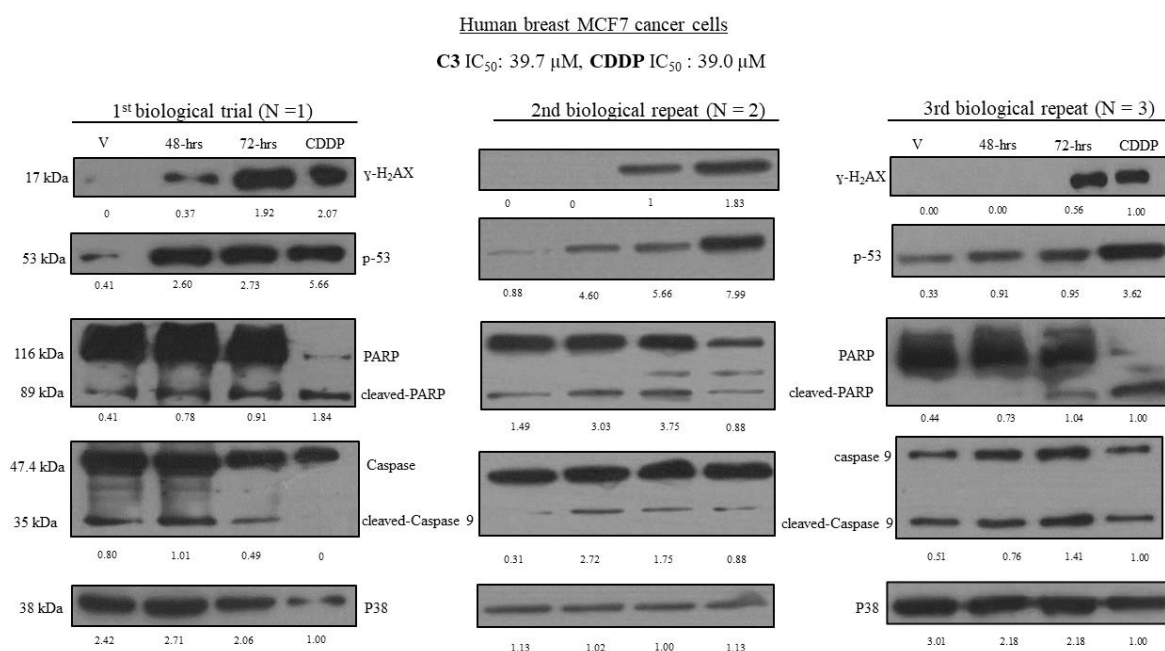 Human breast MCF7 cancer cells
C3 IC50: 39.7 µM, CDDP IC50 : 39.0 µM
1st biological trial (N =1)
V 48-hrs 72-hrs CDDP
17 kDa γ-H2AX
0 0.37 1.92 2.07
53 kDa p-53
0.41 2.60 2.73 5.66
116 kDa PARP
89 kDa cleaved-PARP
0.41 0.78 0.91 1.84
47.4 kDa Caspase
35 kDa cleaved-Caspase 9
0.80 1.01 0.49 0
38 kDa P38
2.42 2.71 2.06 1.00
2nd biological repeat (N = 2)
0 0 1 1.83
0.88 4.60 5.66 7.99
1.49 3.03 3.75 0.88
0.31 2.72 1.75 0.88
1.13 1.02 1.00 1.13
3rd biological repeat (N = 3)
V 48-hrs 72-hrs CDDP
γ-H2AX
0.00 0.00 0.56 1.00
p-53
0.33 0.91 0.95 3.62
PARP
cleaved-PARP
0.44 0.73 1.04 1.00
caspase 9
cleaved-Caspase 9
0.51 0.76 1.41 1.00
P38
3.01 2.18 2.18 1.00